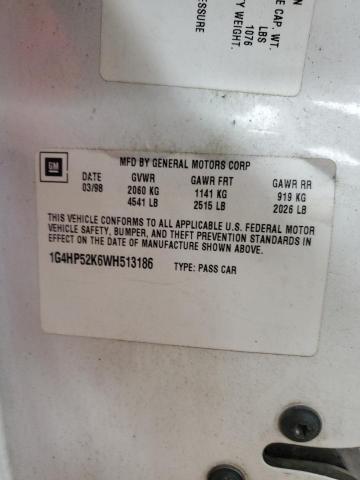 N
E CAP. WT.
LBS
1076
Y WEIGHT.
ESSURE
GM
MFD BY GENERAL MOTORS CORP
DATE GVWR GAWR FRT GAWR RR
03/98 2060 KG 1141 KG 919 KG
4541 LB 2515 LB 2026 LB
THIS VEHICLE CONFORMS TO ALL APPLICABLE U.S. FEDERAL MOTOR
VEHICLE SAFETY, BUMPER, AND THEFT PREVENTION STANDARDS IN
EFFECT ON THE DATE OF MANUFACTURE SHOWN ABOVE.
1G4HP52K6WH513186 TYPE: PASS CAR